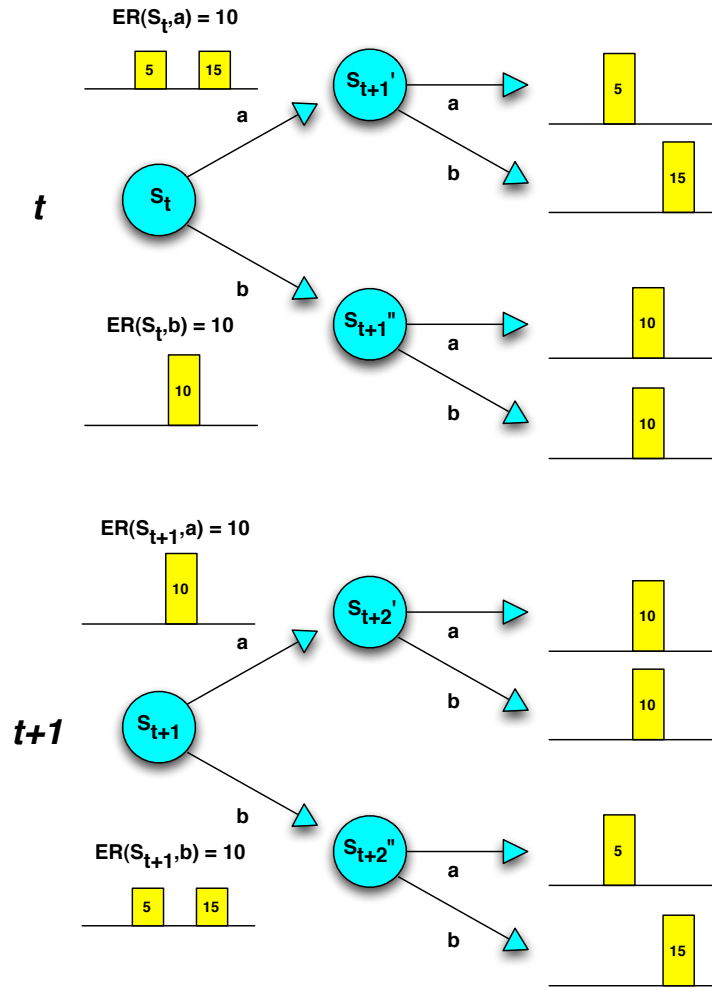 ER(St,a) = 10
5
15
a
St+1'
a
5
b
15
t
St
b
ER(St,b) = 10
10
St+1"
a
10
b
10
ER(St+1,a) = 10
10
a
St+2'
a
10
b
10
t+1
St+1
b
ER(St+1,b) = 10
5
15
St+2"
a
5
b
15